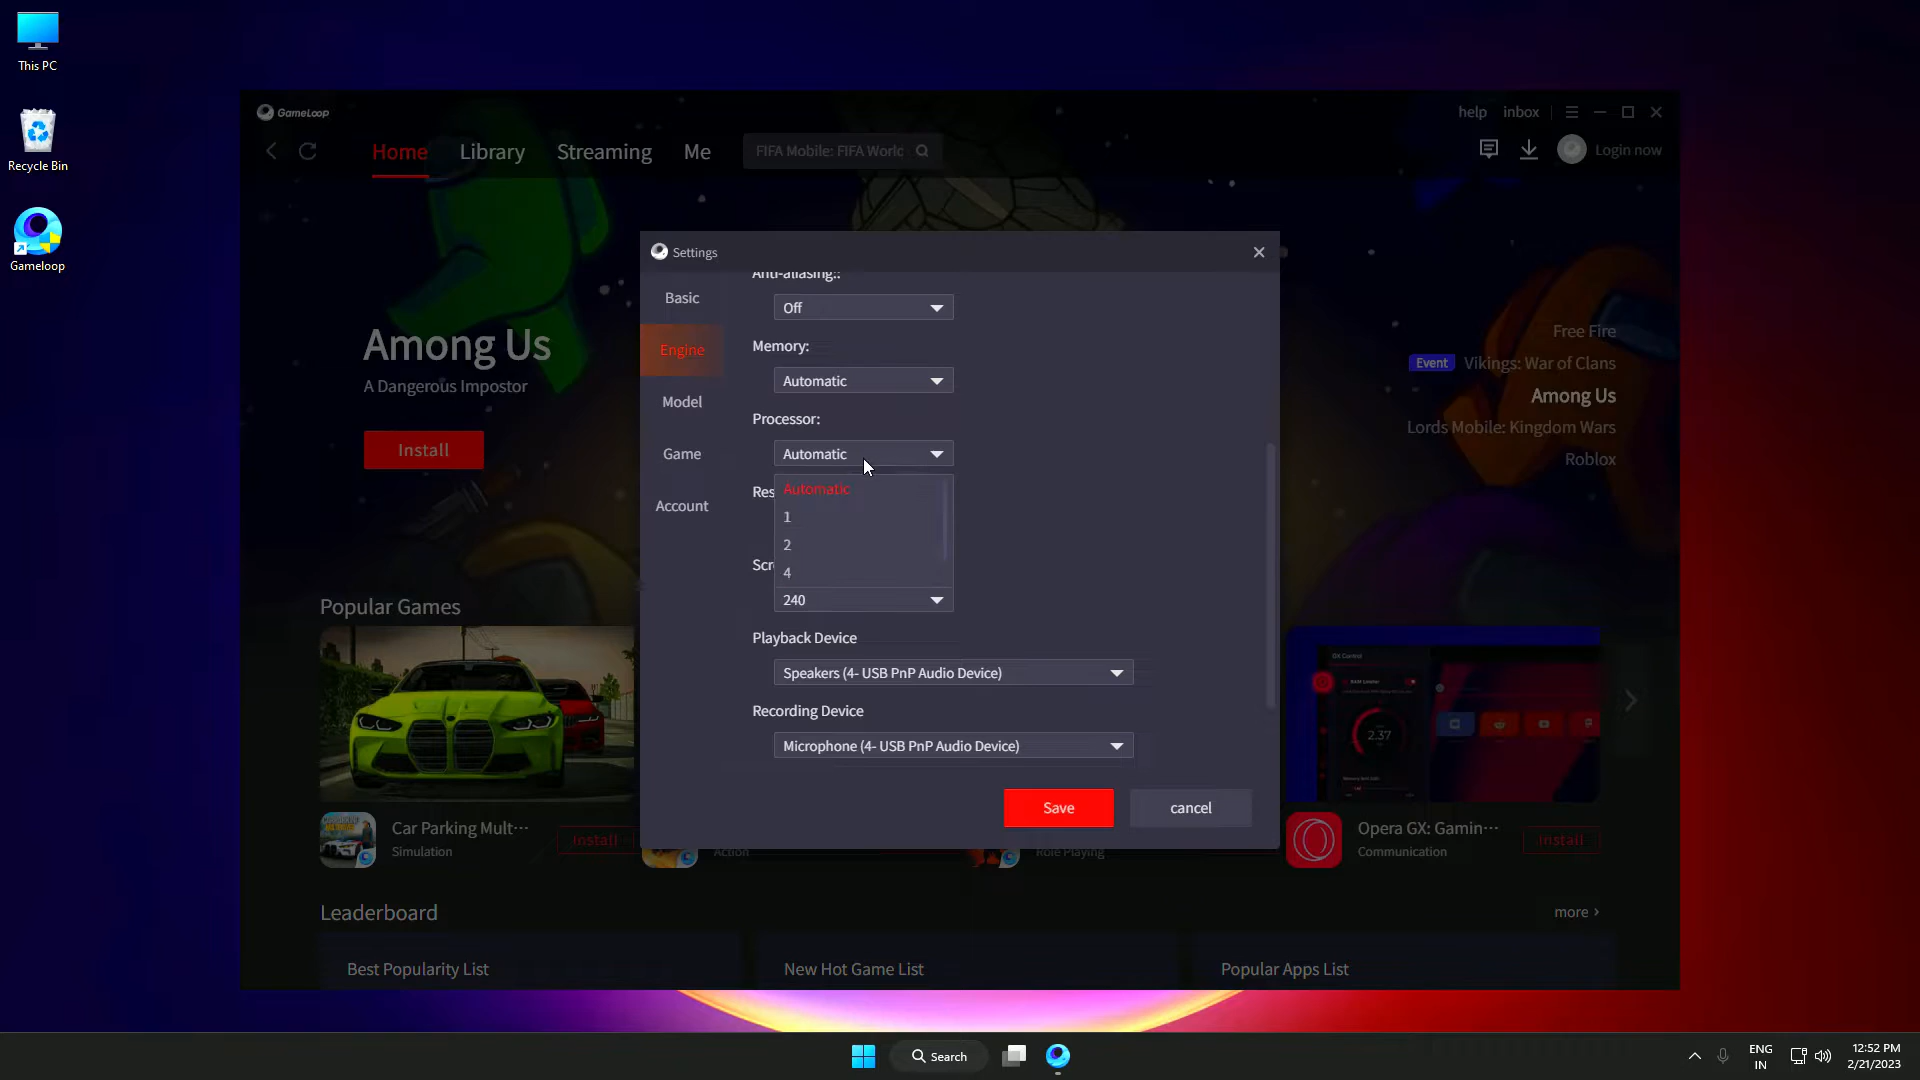 This PC
Recycle Bin
Gameloop
GameLoop
help
inbox
Home
Library
Streaming
Me
FIFA Mobile: FIFA World
Login now
Among Us
A Dangerous Impostor
Install
Free Fire
Event
Vikings: War of Clans
Among Us
Lords Mobile: Kingdom Wars
Roblox
Settings
Basic
Engine
Model
Game
Account
Anti-aliasing::
Off
Memory:
Automatic
Processor:
Automatic
Automatic
Res
1
2
Scr
4
240
Playback Device
Speakers (4- USB PnP Audio Device)
Recording Device
Microphone (4- USB PnP Audio Device)
Save
cancel
Popular Games
GX Control
2.37
Car Parking Mult···
Simulation
Install
Action
Role Playing
Opera GX: Gamin···
Communication
Install
Leaderboard
more
Best Popularity List
New Hot Game List
Popular Apps List
Search
ENG
IN
12:52 PM
2/21/2023